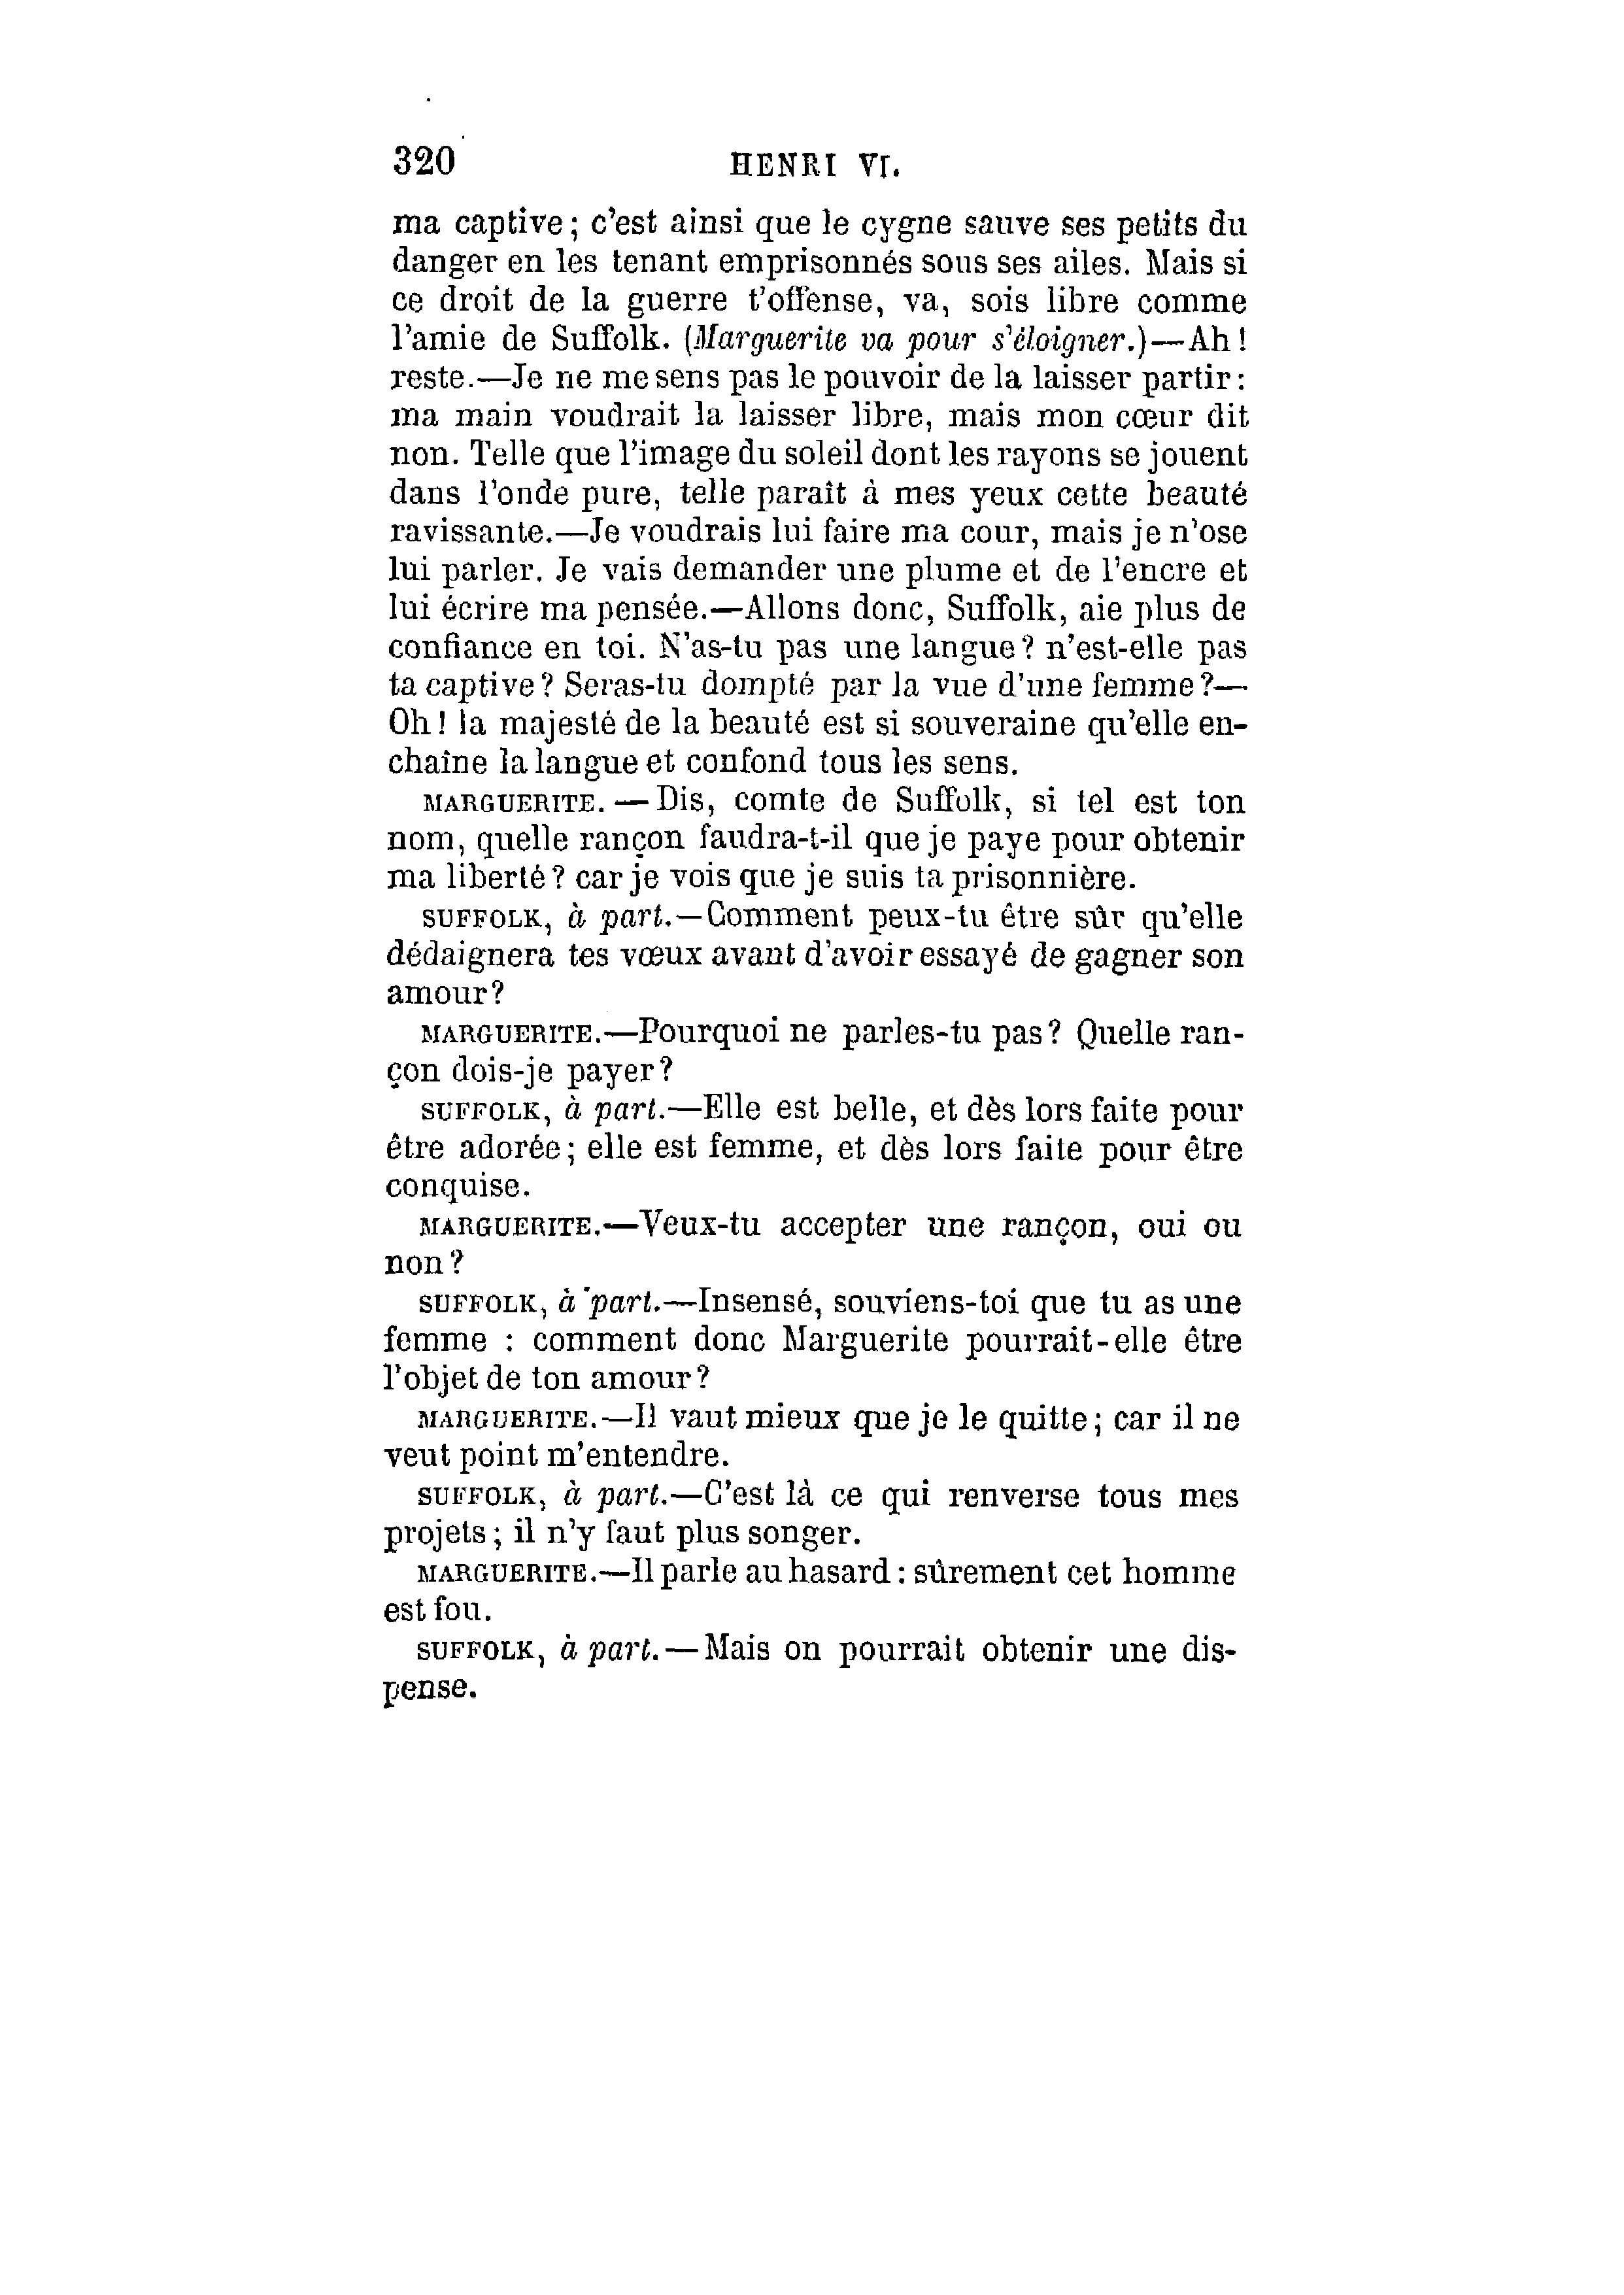 320 HENRI VI.
ma captive ; c'est ainsi que le cygne sauve ses petits du
danger en les tenant emprisonnés sous ses ailes. Mais si
ce droit de la guerre t'offense, va, sois libre comme
l'amie de Suffolk. (Marguerite va pour s'éloigner.)—Ah !
reste.—Je ne me sens pas le pouvoir de la laisser partir :
ma main voudrait la laisser libre, mais mon cœur dit
non. Telle que l'image du soleil dont les rayons se jouent
dans l'onde pure, telle paraît à mes yeux cette beauté
ravissante.—Je voudrais lui faire ma cour, mais je n'ose
lui parler. Je vais demander une plume et de l'encre et
lui écrire ma pensée.—Allons donc, Suffolk, aie plus de
confiance en toi. N'as-tu pas une langue ? n'est-elle pas
ta captive ? Seras-tu dompté par la vue d'une femme ?—
Oh ! la majesté de la beauté est si souveraine qu'elle en-
chaîne la langue et confond tous les sens.
MARGUERITE. — Dis, comte de Suffolk, si tel est ton
nom, quelle rançon faudra-t-il que je paye pour obtenir
ma liberté ? car je vois que je suis ta prisonnière.
SUFFOLK, à part.—Comment peux-tu être sûr qu'elle
dédaignera tes vœux avant d'avoir essayé de gagner son
amour ?
MARGUERITE.—Pourquoi ne parles-tu pas ? Quelle ran-
çon dois-je payer ?
SUFFOLK, à part.—Elle est belle, et dès lors faite pour
être adorée ; elle est femme, et dès lors faite pour être
conquise.
MARGUERITE.—Veux-tu accepter une rançon, oui ou
non ?
SUFFOLK, à part.—Insensé, souviens-toi que tu as une
femme : comment donc Marguerite pourrait-elle être
l'objet de ton amour ?
MARGUERITE.—Il vaut mieux que je le quitte ; car il ne
veut point m'entendre.
SUFFOLK, à part.—C'est là ce qui renverse tous mes
projets ; il n'y faut plus songer.
MARGUERITE.—Il parle au hasard : sûrement cet homme
est fou.
SUFFOLK, à part. — Mais on pourrait obtenir une dis-
pense.